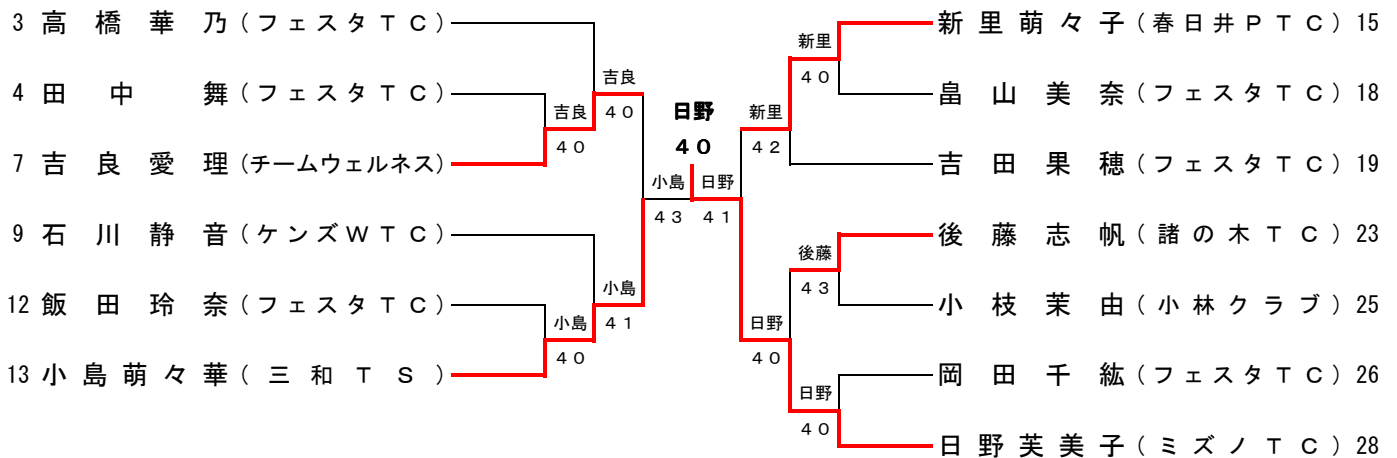 3 高橋華乃(フェスタTC)
4 田中舞(フェスタTC)
7 吉良愛理(チームウェルネス)
9 石川静音(ケンズWTC)
12 飯田玲奈(フェスタTC)
13 小島萌々華(三和TS)
吉良
40
吉良
40
小島
41
小島
40
小島
43
日野
40
日野
41
新里
40
新里
42
後藤
43
日野
40
日野
40
新里萌々子(春日井PTC) 15
畠山美奈(フェスタTC) 18
吉田果穂(フェスタTC) 19
後藤志帆(諸の木TC) 23
小枝茉由(小林クラブ) 25
岡田千紘(フェスタTC) 26
日野芙美子(ミズノTC) 28